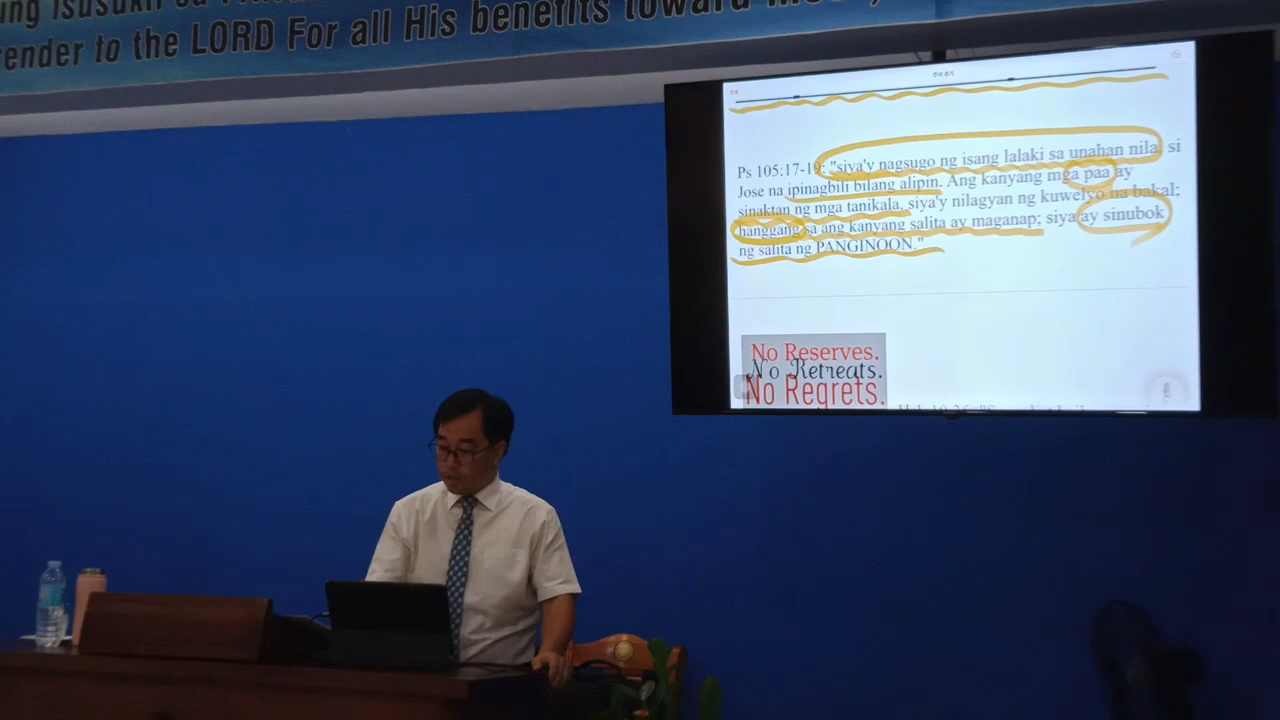 ung isusukli sa
render to the LORD For all His benefits toward
Ps 105:17-19: "siya'y nagsugo ng isang lalaki sa unahan nila, si
Jose na ipinagbili bilang alipin. Ang kanyang mga paa ay
sinaktan ng mga tanikala, siya'y nilagyan ng kuwelyo na bakal;
hanggang sa ang kanyang salita ay maganap; siya ay sinubok
ng salita ng PANGINOON."
No Reserves.
No Retreats.
No Regrets.